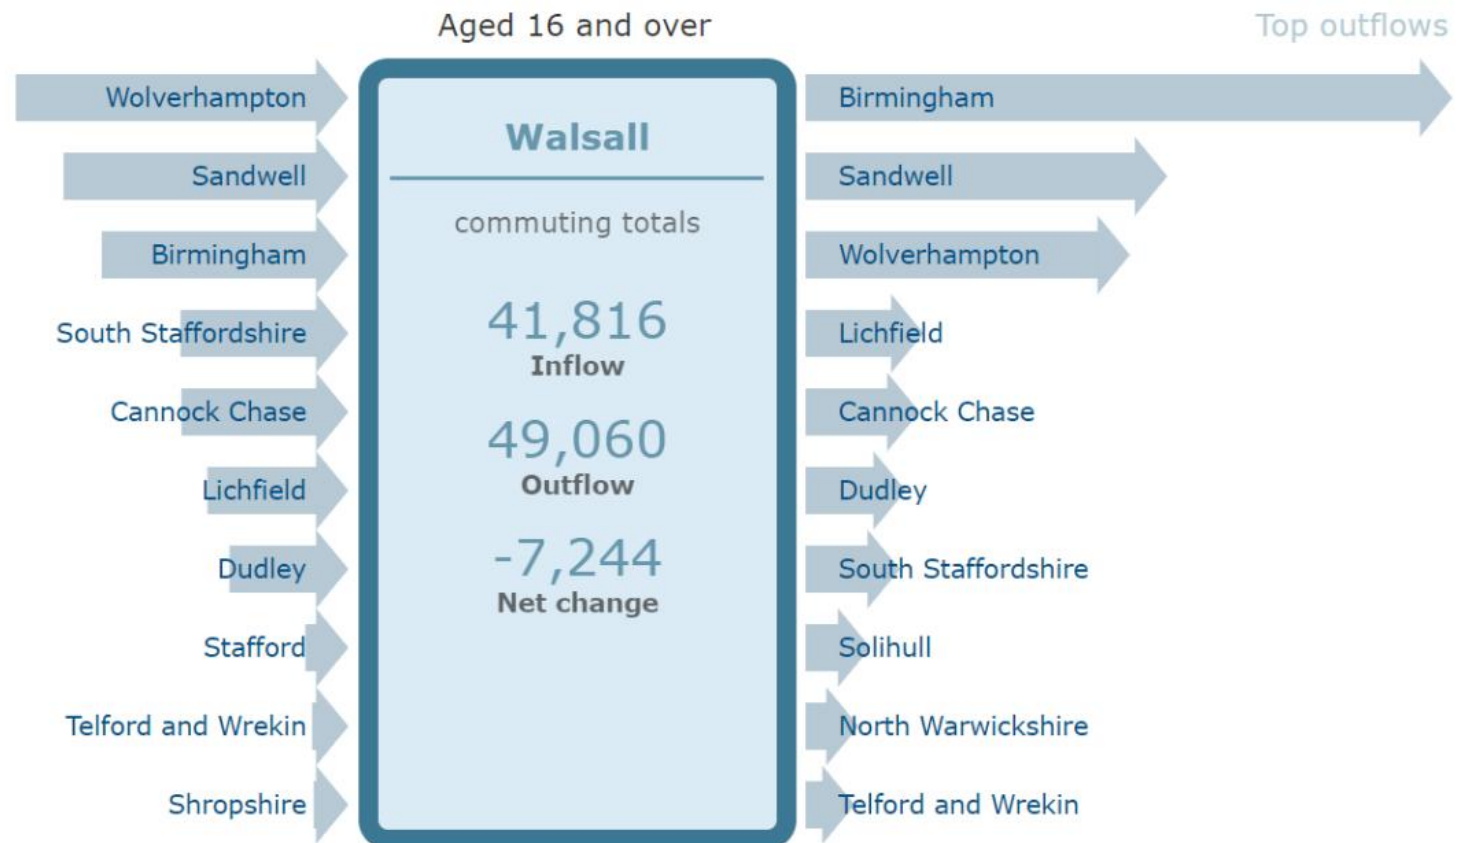 Aged 16 and over
Top outflows
Wolverhampton
Sandwell
Birmingham
South Staffordshire
Cannock Chase
Lichfield
Dudley
Stafford
Telford and Wrekin
Shropshire
Walsall
commuting totals
41,816
Inflow
49,060
Outflow
-7,244
Net change
Birmingham
Sandwell
Wolverhampton
Lichfield
Cannock Chase
Dudley
South Staffordshire
Solihull
North Warwickshire
Telford and Wrekin